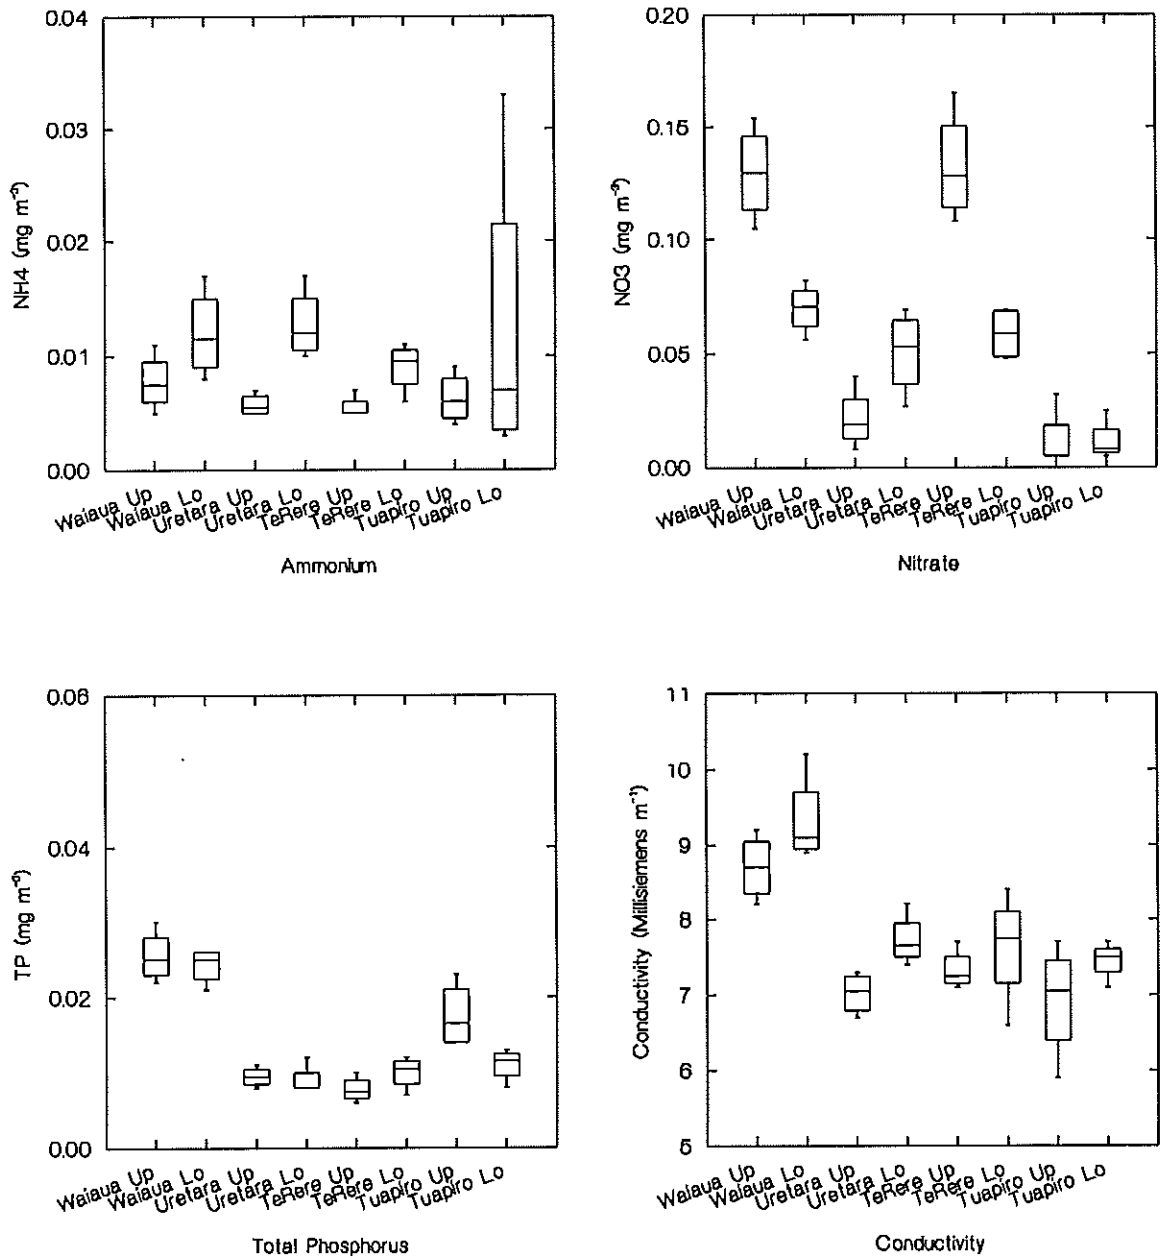 0.04
0.03
0.02
0.01
0.00
NH4 (mg m⁻³)
Waiaua Up
Waiaua Lo
Uretara Up
Uretara Lo
TeRere Up
TeRere Lo
Tuapiro Up
Tuapiro Lo
Ammonium
0.20
0.15
0.10
0.05
0.00
NO3 (mg m⁻³)
Waiaua Up
Waiaua Lo
Uretara Up
Uretara Lo
TeRere Up
TeRere Lo
Tuapiro Up
Tuapiro Lo
Nitrate
0.06
0.04
0.02
0.00
TP (mg m⁻³)
Waiaua Up
Waiaua Lo
Uretara Up
Uretara Lo
TeRere Up
TeRere Lo
Tuapiro Up
Tuapiro Lo
Total Phosphorus
11
10
9
8
7
6
5
Conductivity (Millisiemens m⁻¹)
Waiaua Up
Waiaua Lo
Uretara Up
Uretara Lo
TeRere Up
TeRere Lo
Tuapiro Up
Tuapiro Lo
Conductivity